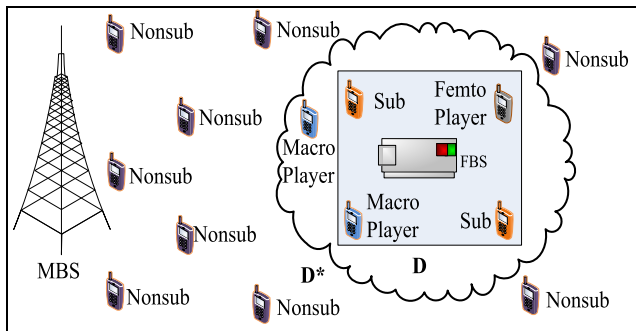 Nonsub
Nonsub
Nonsub
Nonsub
Sub
Femto
Player
Macro
Player
FBS
Nonsub
Macro
Player
Sub
Nonsub
MBS
D*
D
Nonsub
Nonsub
Nonsub